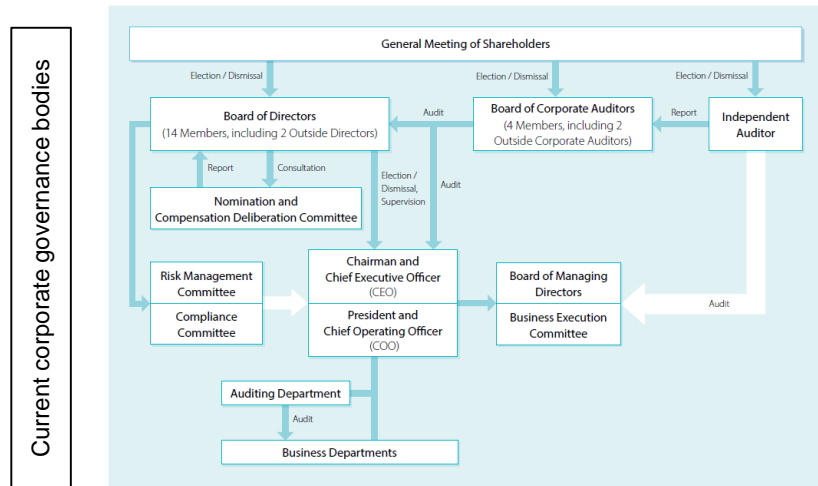 Current corporate governance bodies
General Meeting of Shareholders
Election / Dismissal
Election / Dismissal
Election / Dismissal
Board of Directors
(14 Members, including 2 Outside Directors)
Audit
Board of Corporate Auditors
(4 Members, including 2
Outside Corporate Auditors)
Report
Independent
Auditor
Report
Consultation
Election /
Dismissal,
Supervision
Audit
Nomination and
Compensation Deliberation Committee
Risk Management
Committee
Compliance
Committee
Chairman and
Chief Executive Officer
(CEO)
President and
Chief Operating Officer
(COO)
Board of Managing
Directors
Business Execution
Committee
Audit
Auditing Department
Audit
Business Departments